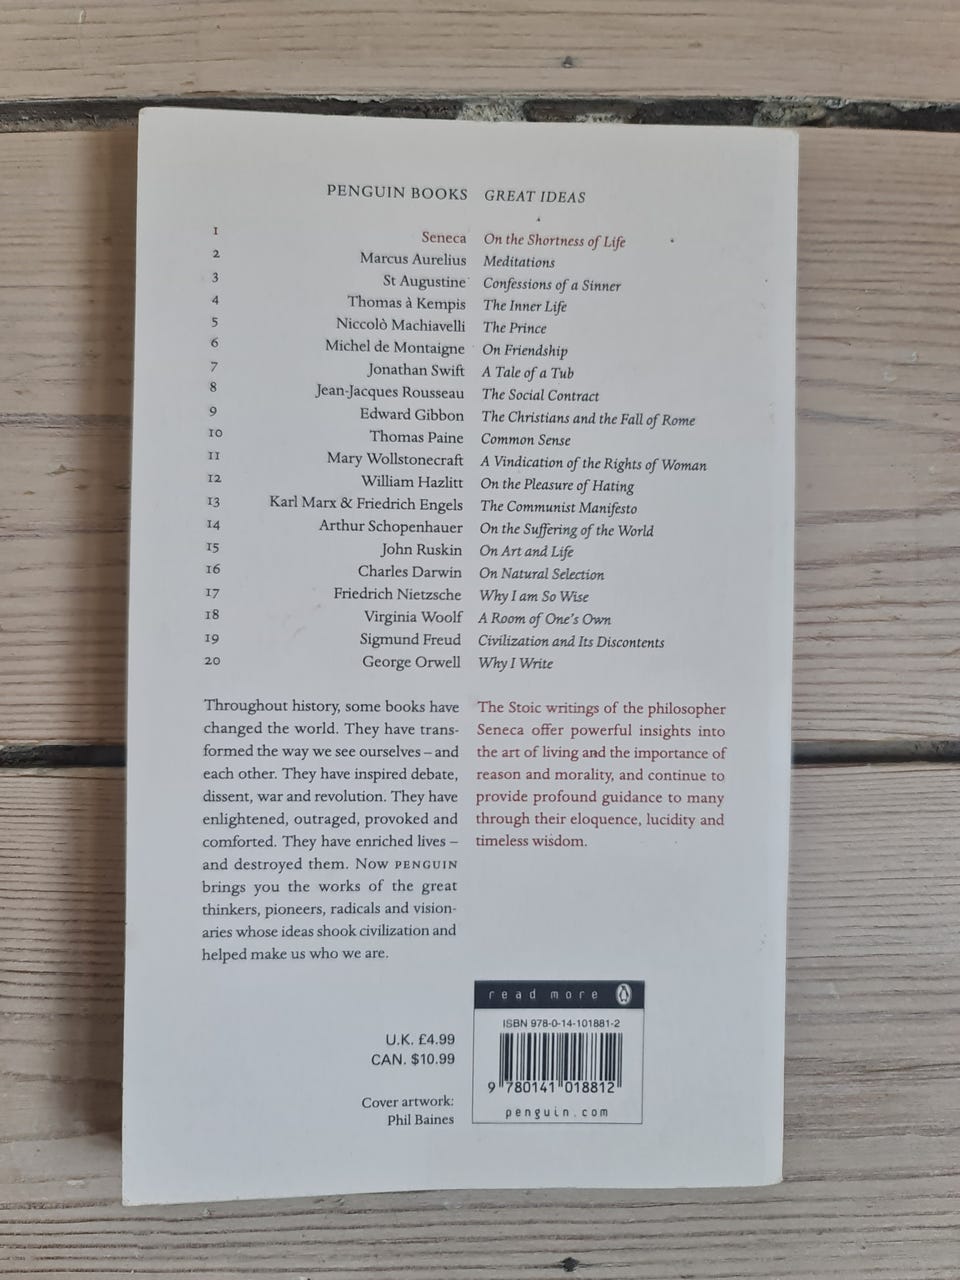 PENGUIN BOOKS GREAT IDEAS
1 Seneca On the Shortness of Life
2 Marcus Aurelius Meditations
3 St Augustine Confessions of a Sinner
4 Thomas à Kempis The Inner Life
5 Niccolò Machiavelli The Prince
6 Michel de Montaigne On Friendship
7 Jonathan Swift A Tale of a Tub
8 Jean-Jacques Rousseau The Social Contract
9 Edward Gibbon The Christians and the Fall of Rome
10 Thomas Paine Common Sense
11 Mary Wollstonecraft A Vindication of the Rights of Woman
12 William Hazlitt On the Pleasure of Hating
13 Karl Marx & Friedrich Engels The Communist Manifesto
14 Arthur Schopenhauer On the Suffering of the World
15 John Ruskin On Art and Life
16 Charles Darwin On Natural Selection
17 Friedrich Nietzsche Why I am So Wise
18 Virginia Woolf A Room of One's Own
19 Sigmund Freud Civilization and Its Discontents
20 George Orwell Why I Write
Throughout history, some books have
changed the world. They have trans-
formed the way we see ourselves – and
each other. They have inspired debate,
dissent, war and revolution. They have
enlightened, outraged, provoked and
comforted. They have enriched lives –
and destroyed them. Now PENGUIN
brings you the works of the great
thinkers, pioneers, radicals and vision-
aries whose ideas shook civilization and
helped make us who we are.
The Stoic writings of the philosopher
Seneca offer powerful insights into
the art of living and the importance of
reason and morality, and continue to
provide profound guidance to many
through their eloquence, lucidity and
timeless wisdom.
U.K. £4.99
CAN. $10.99
Cover artwork:
Phil Baines
read more
ISBN 978-0-14-101881-2
9 780141 018812
penguin.com